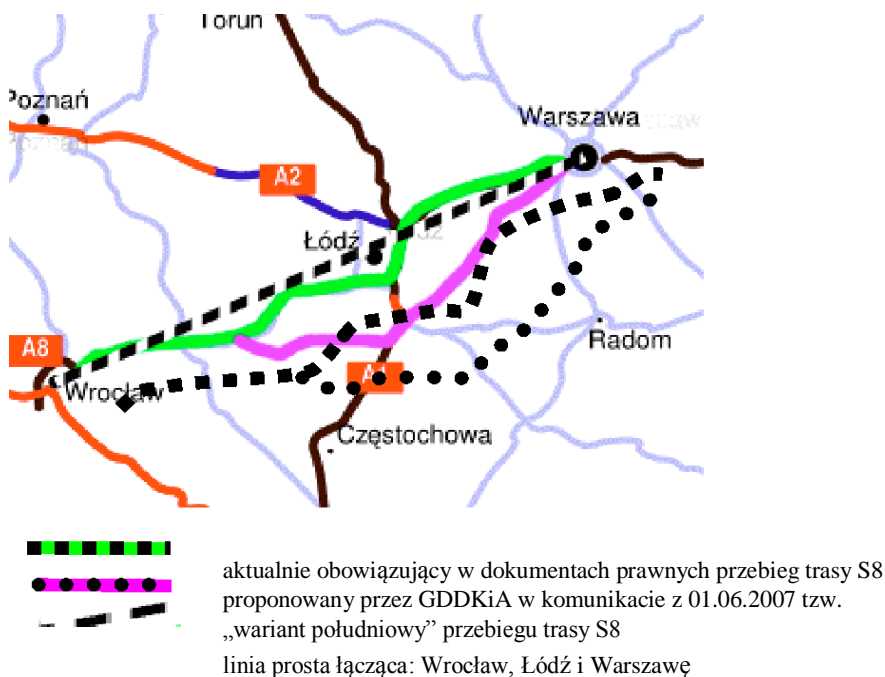 Toruń
Poznań
Warszawa
A2
Łódź
A8
Radom
Wrocław
A1
Częstochowa
aktualnie obowiązujący w dokumentach prawnych przebieg trasy S8
proponowany przez GDDKiA w komunikacie z 01.06.2007 tzw.
„wariant południowy” przebiegu trasy S8
linia prosta łącząca: Wrocław, Łódź i Warszawę